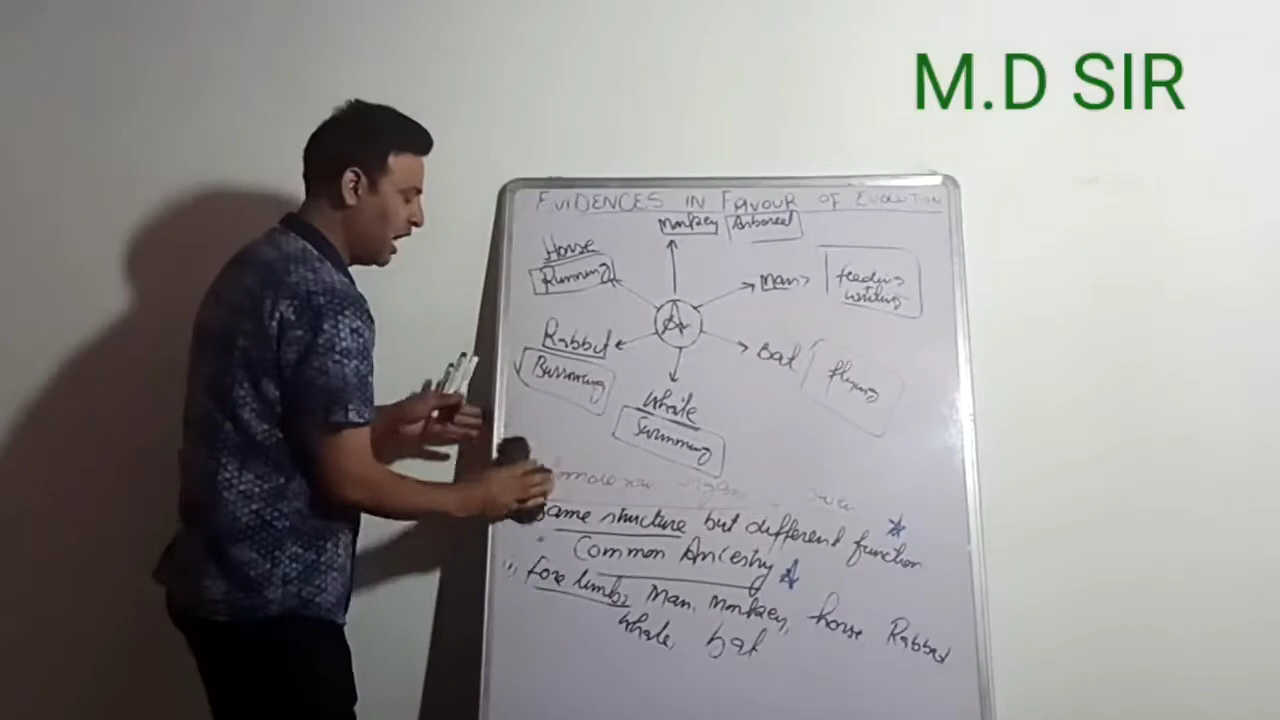 M.D SIR
EVIDENCES IN FAVOUR OF EVOLUTION
Monkey Arboreal
Horse
Running
Man
feeding
A
Rabbit
Burrowing
Bat flying
Whale
Swimming
Same structure but different function
Common Ancestry
Fore limbs Man, Monkey, horse Rabbit
Whale, bat